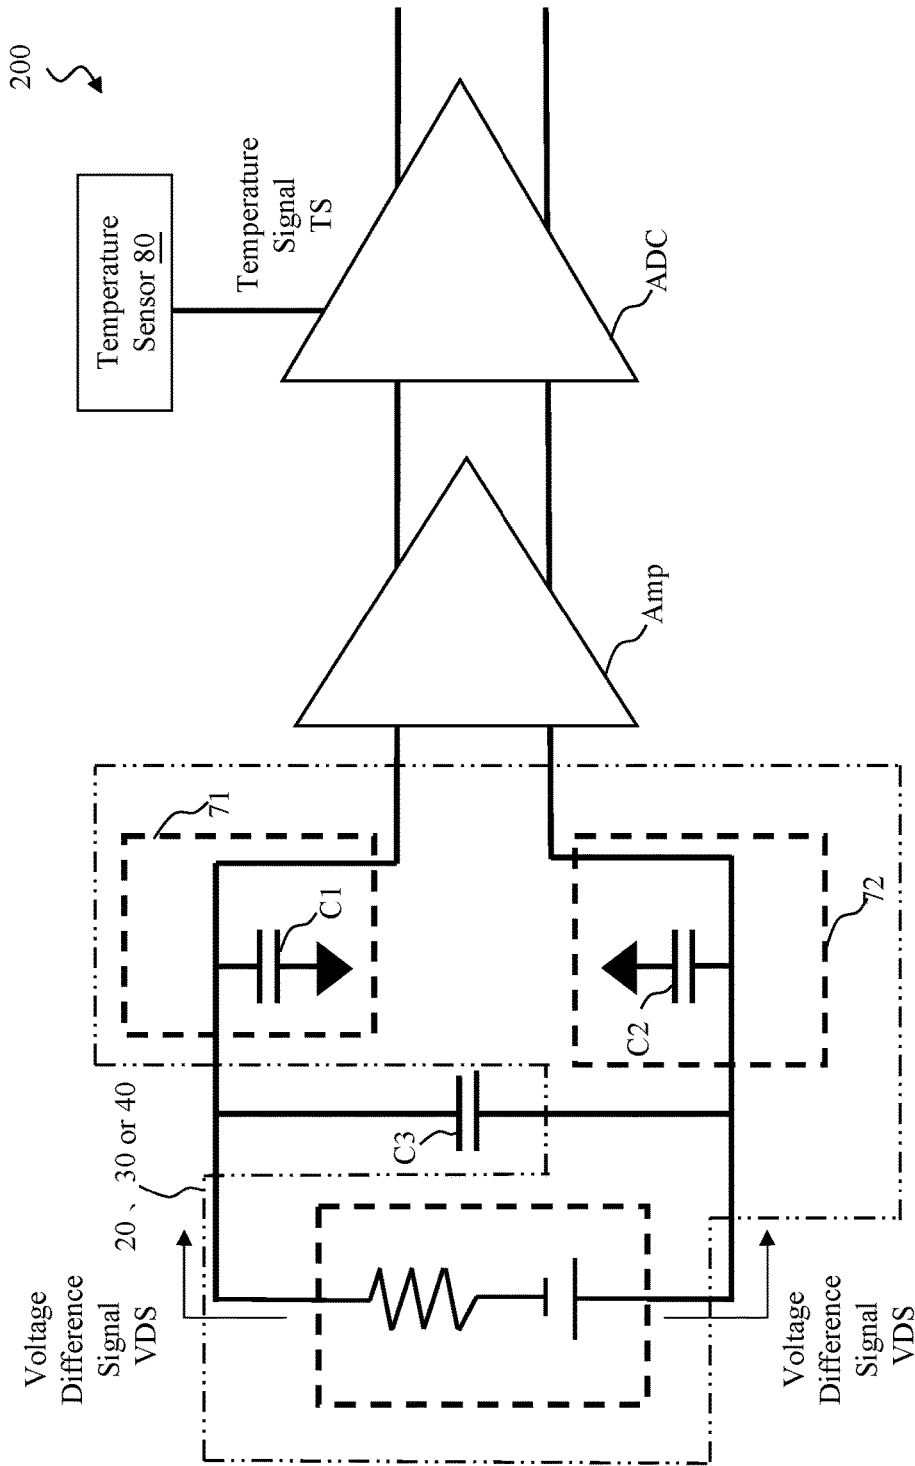 200
Temperature
Sensor 80
Temperature
Signal
TS
ADC
Amp
71
C1
C2
72
C3
20、30 or 40
Voltage
Difference
Signal
VDS
Voltage
Difference
Signal
VDS